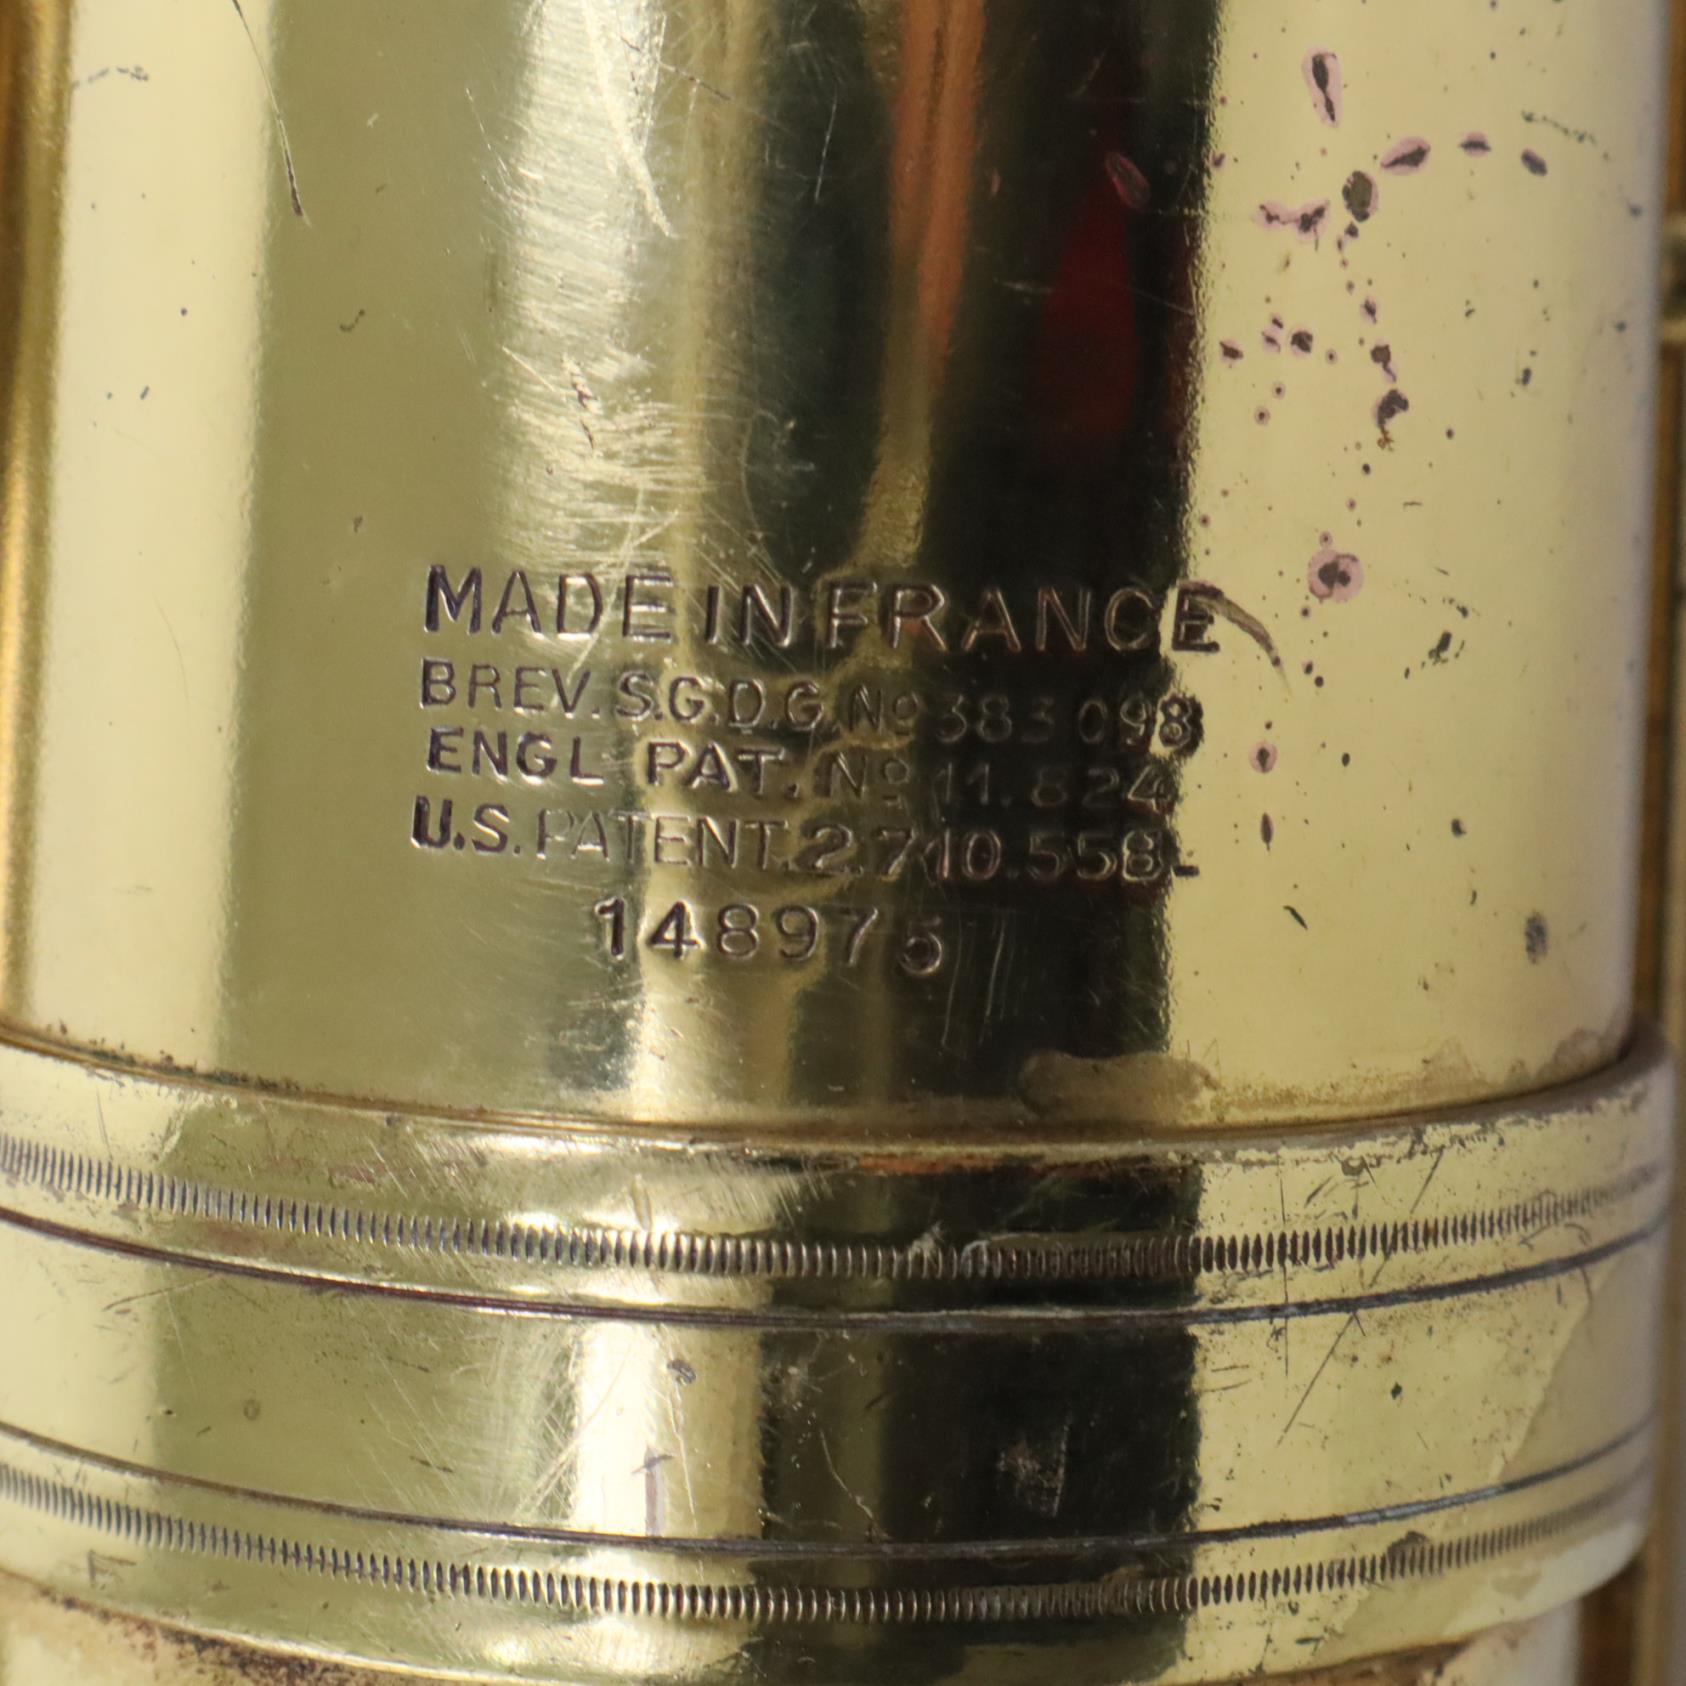 MADE IN FRANCE
BREV. S.G.D.G. No 383 098
ENGL. PAT. No 11.824
U.S. PATENT. 2.710.558-
148975